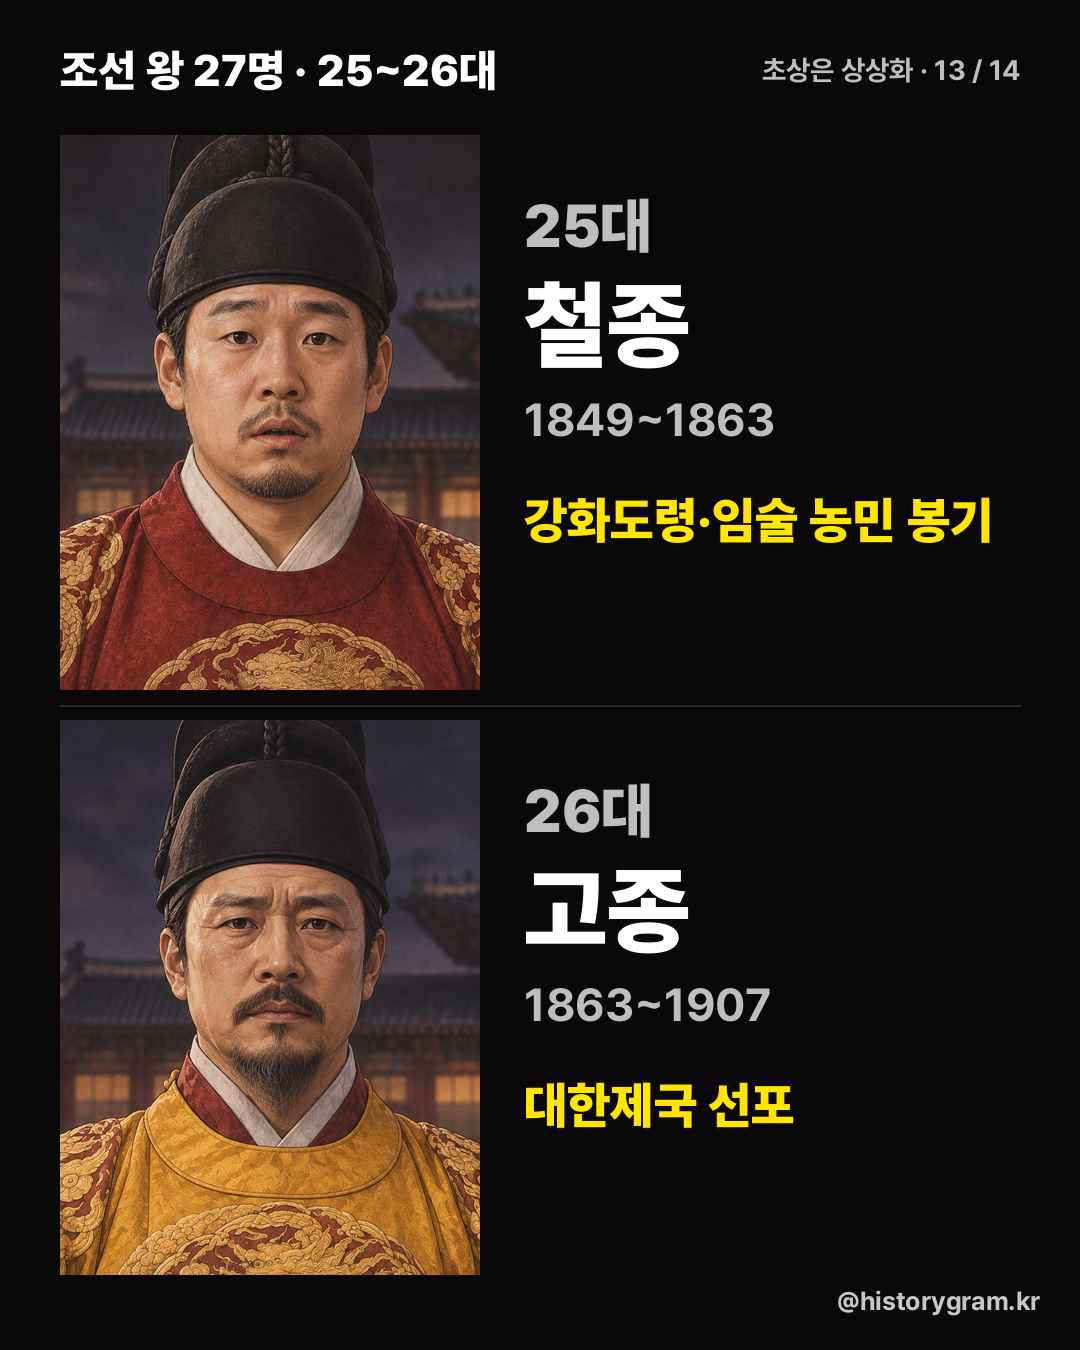 조선 왕 27명 · 25~26대
초상은 상상화 · 13 / 14
25대
철종
1849~1863
강화도령·임술 농민 봉기
26대
고종
1863~1907
대한제국 선포
@historygram.kr